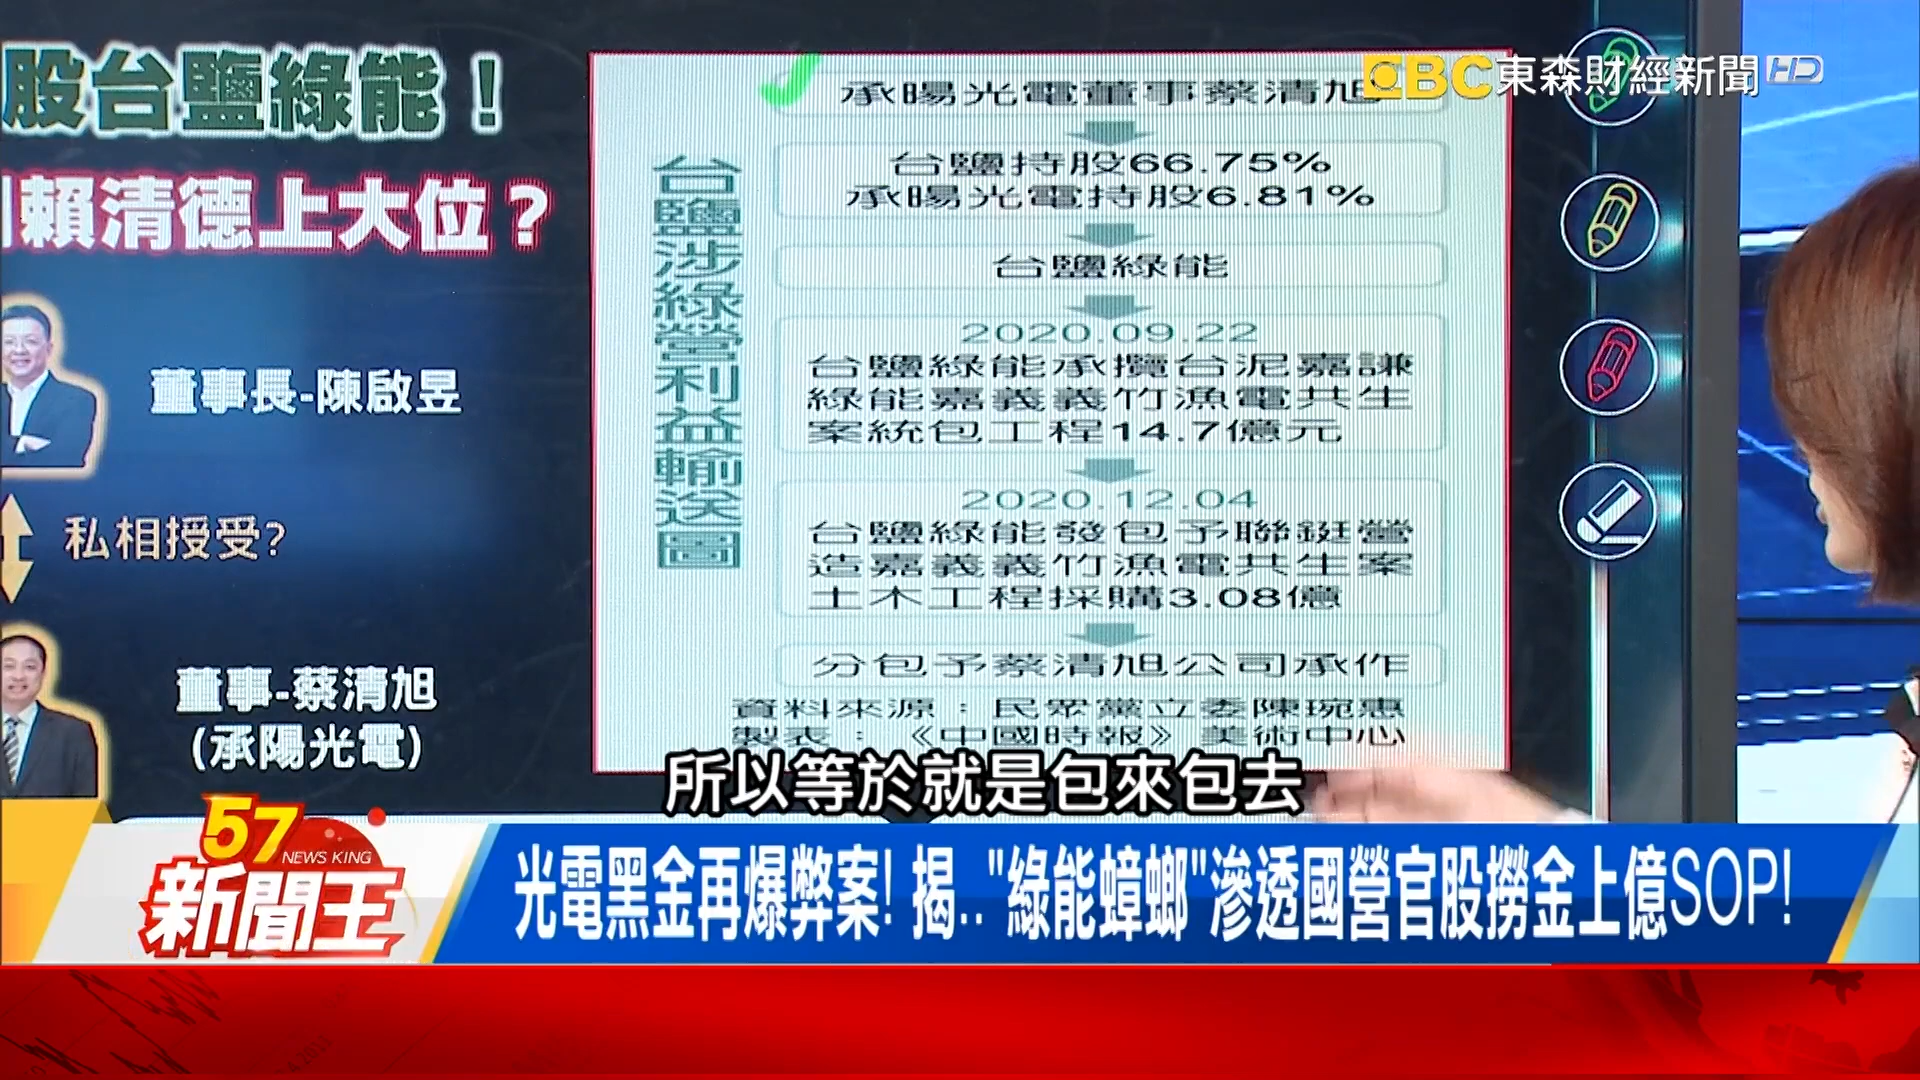 股台鹽綠能！
賴清德上大位？
董事長-陳啟昱
私相授受?
董事-蔡清旭
(承陽光電)
台鹽涉綠營利益輸送圖
承暘光電董事蔡清旭
台鹽持股66.75%
承暘光電持股6.81%
台鹽綠能
2020.09.22
台鹽綠能承攬台泥嘉謙
綠能嘉義義竹漁電共生
案統包工程14.7億元
2020.12.04
台鹽綠能發包予聯鋌營
造嘉義義竹漁電共生案
土木工程採購3.08億
分包予蔡清旭公司承作
資料來源：民眾黨立委陳琬惠
製表：《中國時報》美術中心
EBC東森財經新聞HD
所以等於就是包來包去
57
NEWS KING
新聞王
光電黑金再爆弊案! 揭.."綠能蟑螂"滲透國營官股撈金上億SOP!